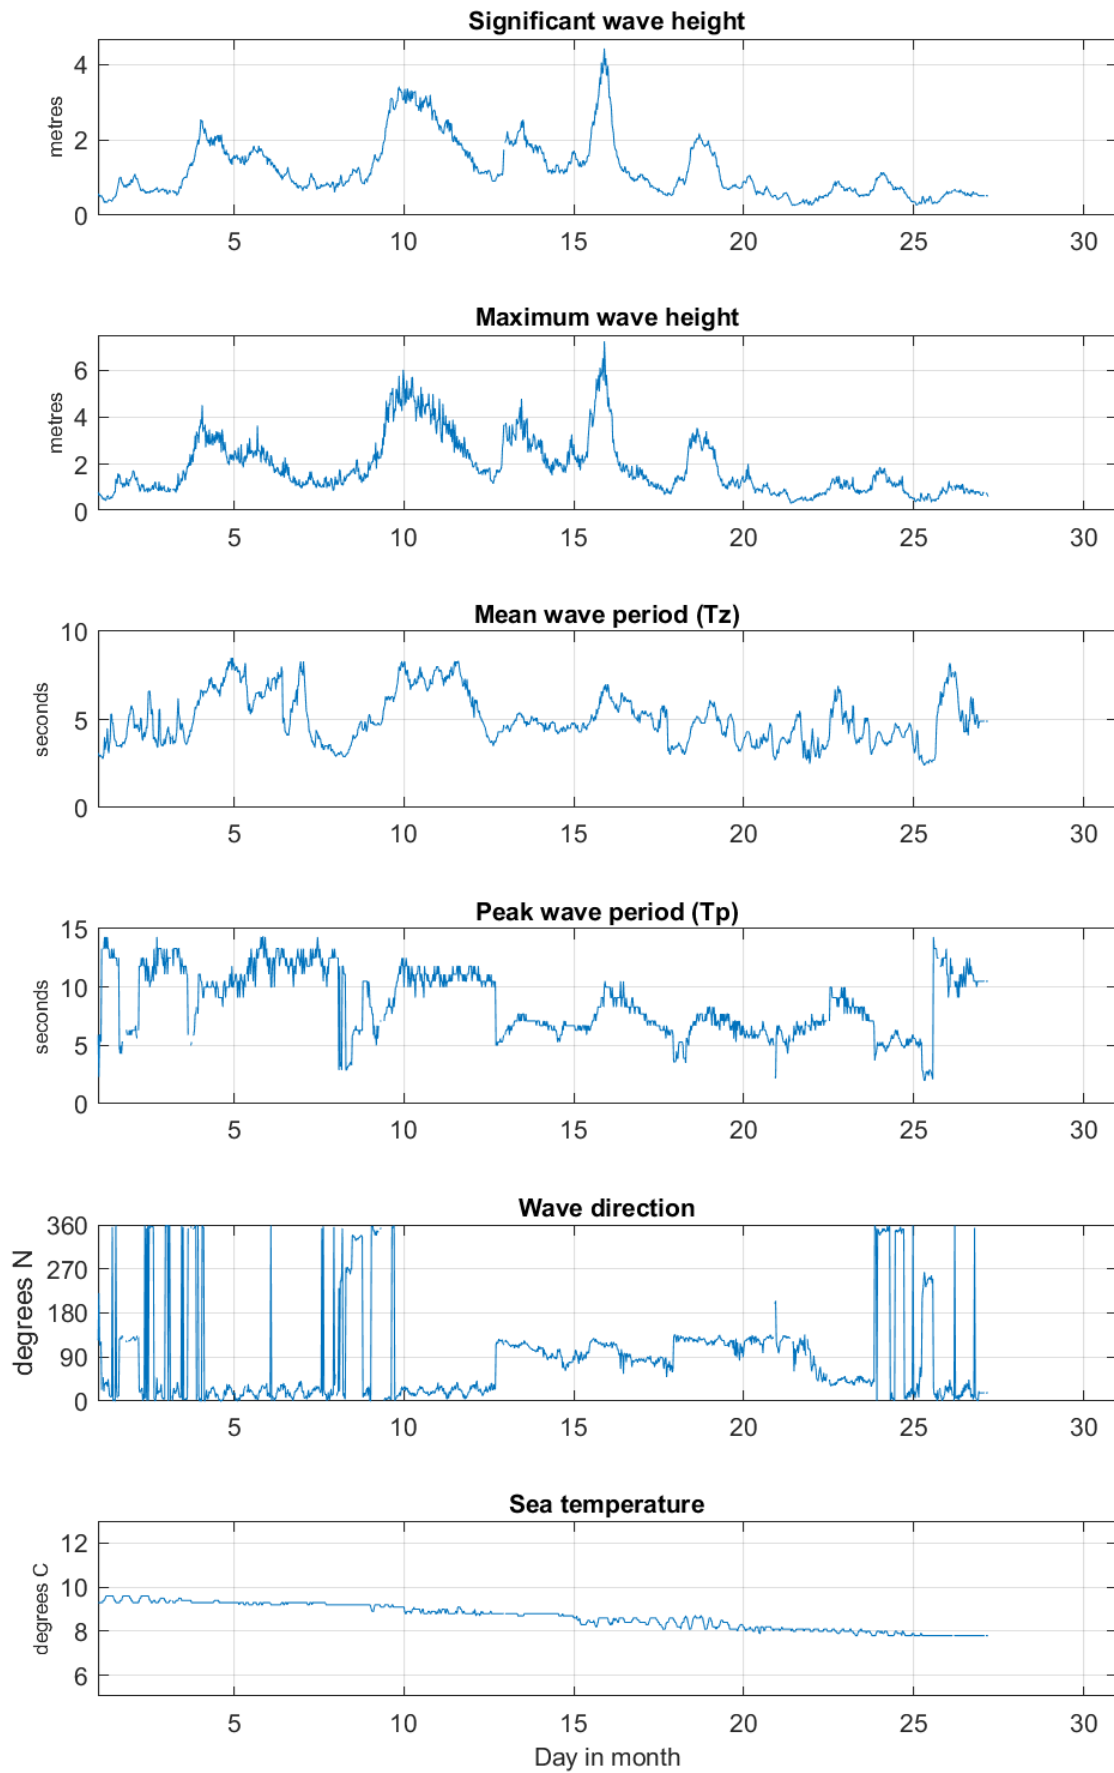 Significant wave height
4
2
0
metres
5 10 15 20 25 30
Maximum wave height
6
4
2
0
metres
5 10 15 20 25 30
Mean wave period (Tz)
10
5
0
seconds
5 10 15 20 25 30
Peak wave period (Tp)
15
10
5
0
seconds
5 10 15 20 25 30
Wave direction
360
270
180
90
0
degrees N
5 10 15 20 25 30
Sea temperature
12
10
8
6
degrees C
5 10 15 20 25 30
Day in month